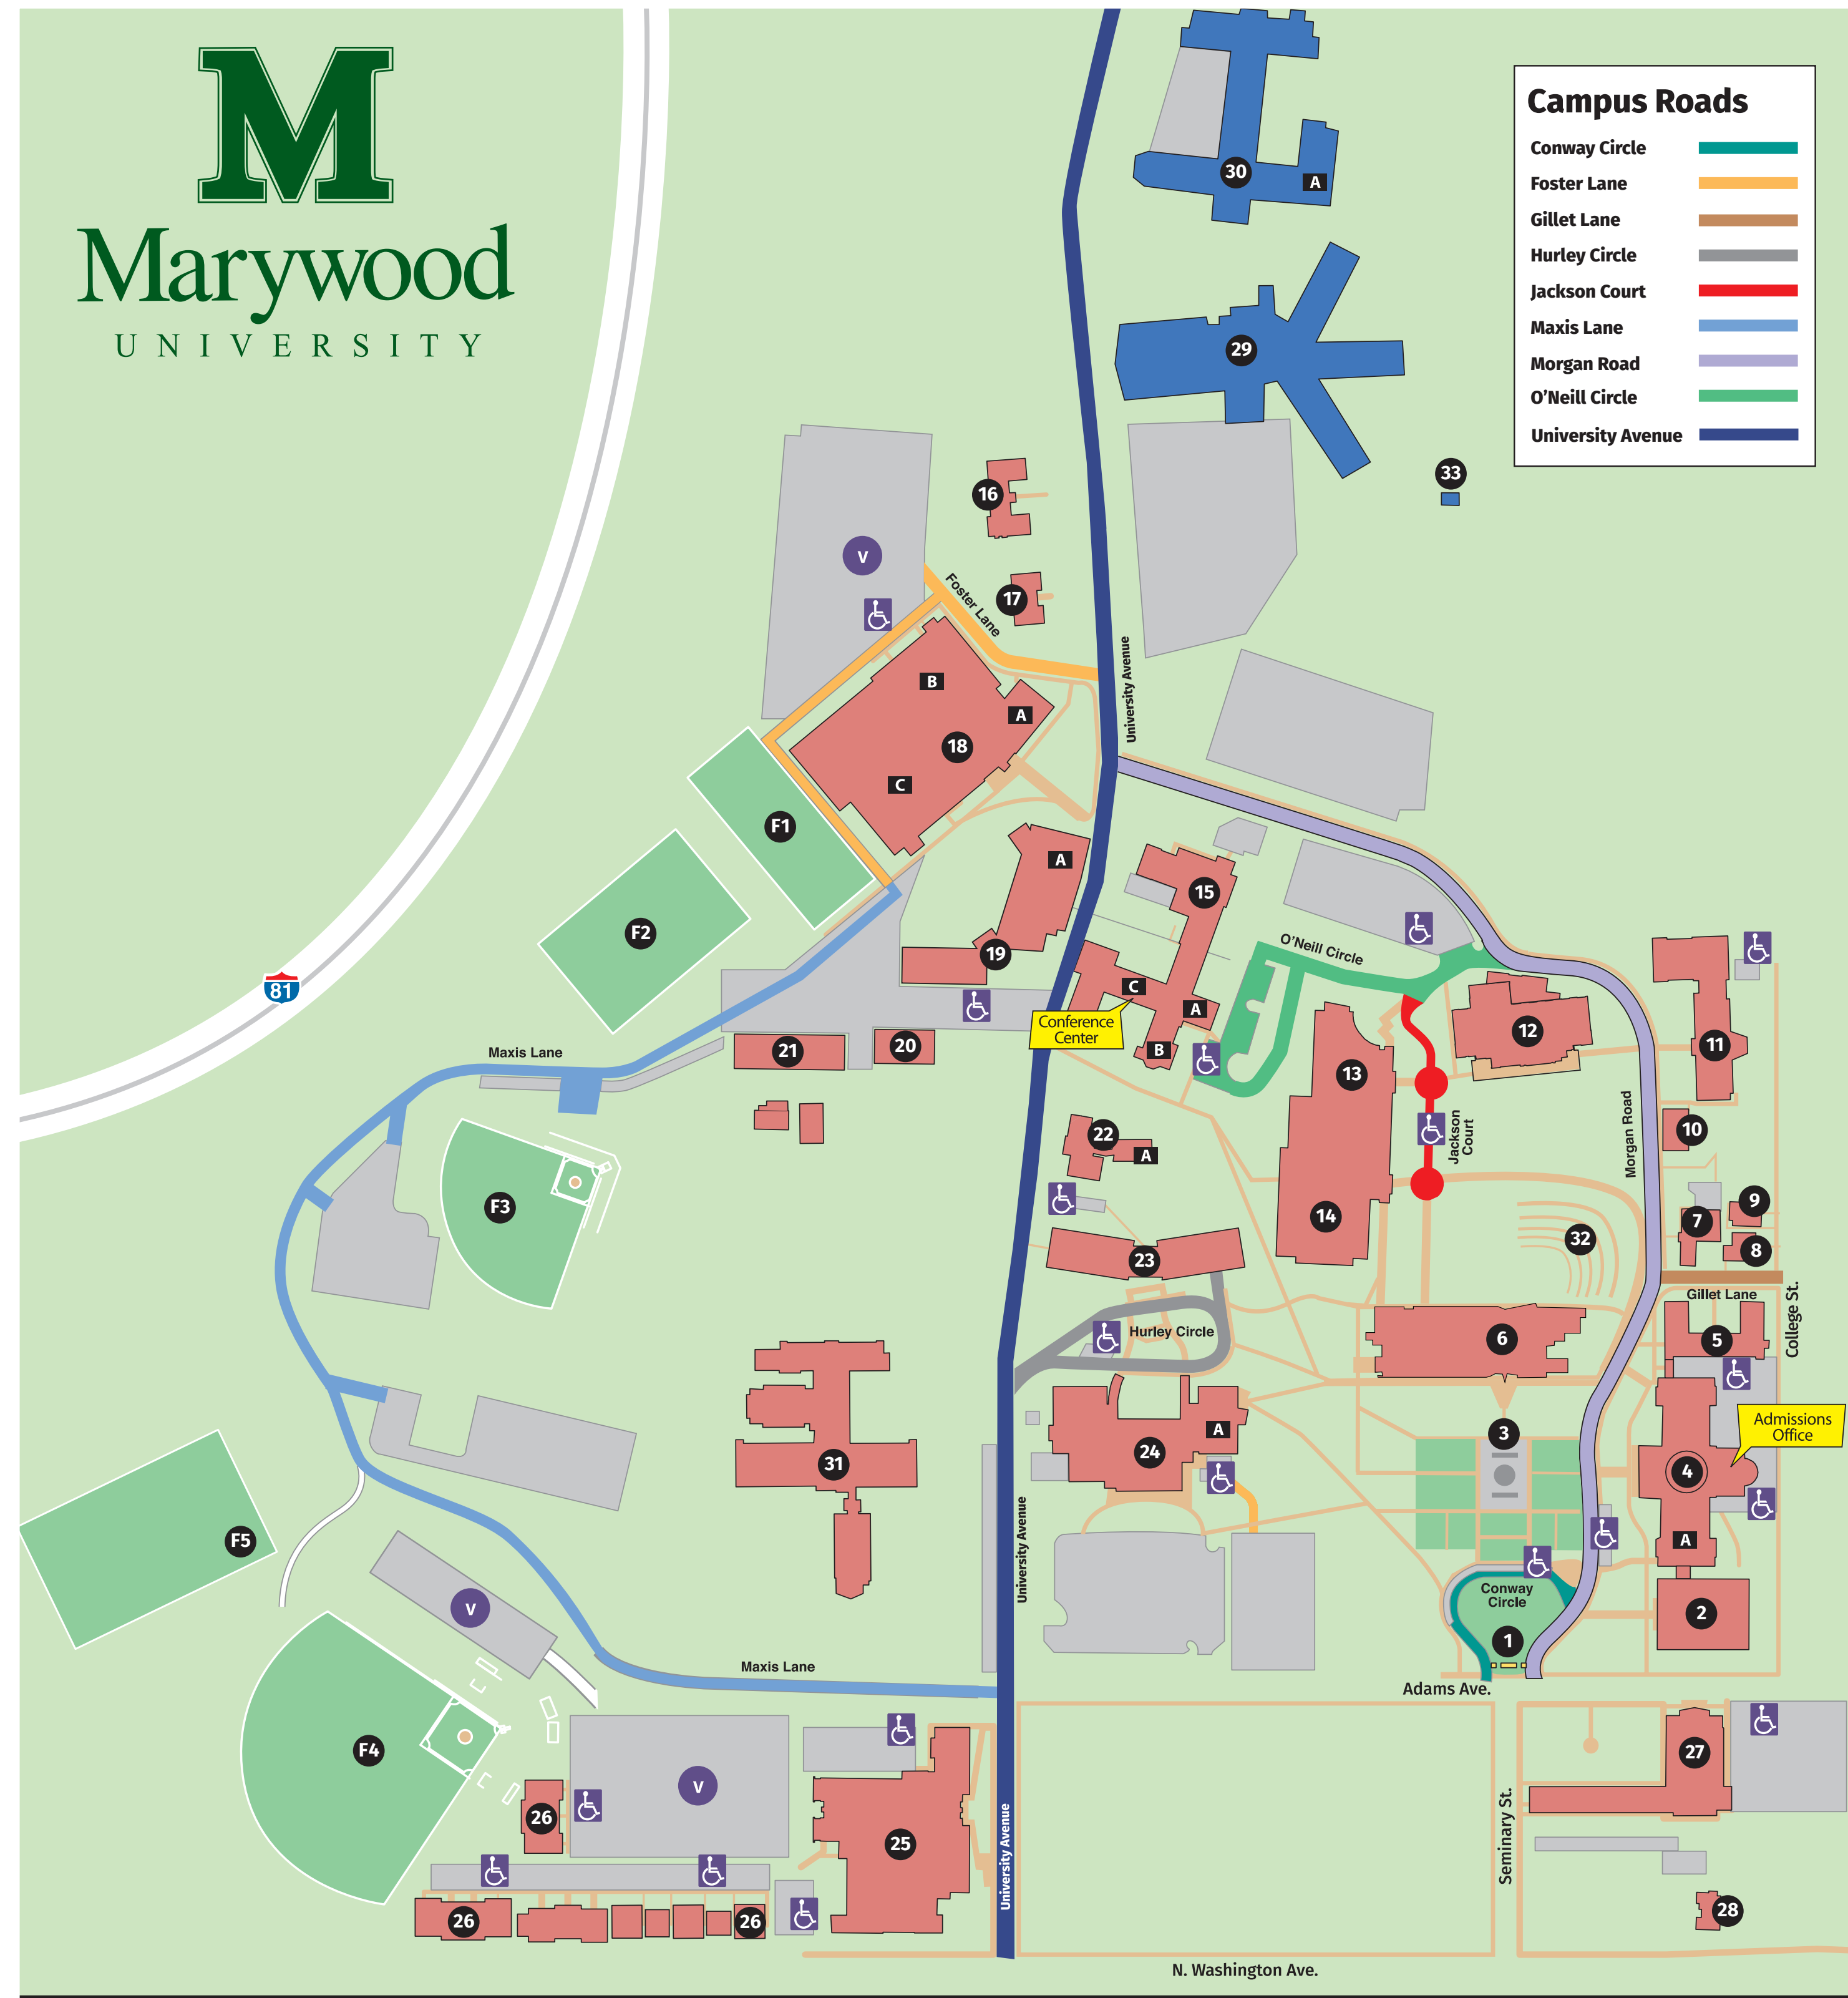 M
Marywood
UNIVERSITY
Campus Roads
Conway Circle
Foster Lane
Gillet Lane
Hurley Circle
Jackson Court
Maxis Lane
Morgan Road
O’Neill Circle
University Avenue
30
A
29
33
16
V
17
Foster Lane
University Avenue
B
A
18
C
F1
F2
A
19
15
C
A
B
Conference
Center
O’Neill Circle
12
11
81
Maxis Lane
21
20
13
Jackson
Court
Morgan Road
10
22
A
F3
14
32
9
7
8
23
Gillet Lane
College St.
Hurley Circle
6
5
A
24
3
Admissions
Office
4
31
University Avenue
A
F5
V
Conway
Circle
1
2
Maxis Lane
Adams Ave.
F4
V
26
25
University Avenue
Seminary St.
27
26
26
28
N. Washington Ave.